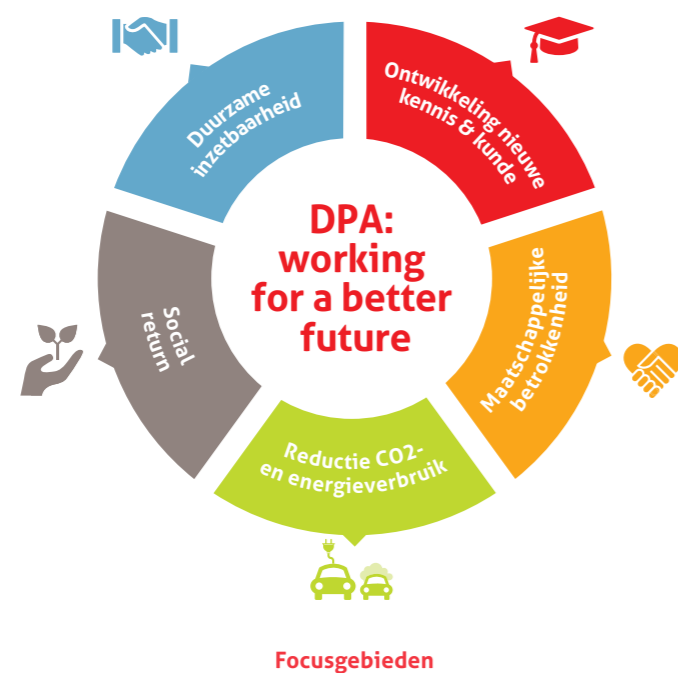 Duurzame
inzetbaarheid
Ontwikkeling nieuwe
kennis & kunde
DPA:
working
for a better
future
Social
return
Maatschappelijke
betrokkenheid
Reductie CO2-
en energieverbruik
Focusgebieden